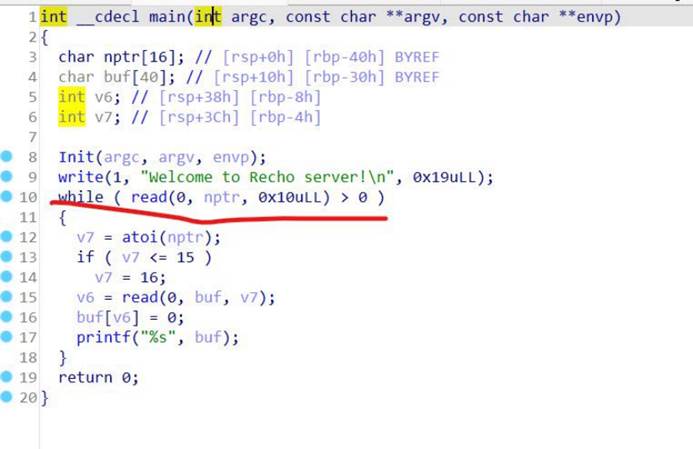 1 int __cdecl main(int argc, const char **argv, const char **envp)
2 {
3 char nptr[16]; // [rsp+0h] [rbp-40h] BYREF
4 char buf[40]; // [rsp+10h] [rbp-30h] BYREF
5 int v6; // [rsp+38h] [rbp-8h]
6 int v7; // [rsp+3Ch] [rbp-4h]
7
8 Init(argc, argv, envp);
9 write(1, "Welcome to Recho server!\n", 0x19uLL);
10 while ( read(0, nptr, 0x10uLL) > 0 )
11 {
12 v7 = atoi(nptr);
13 if ( v7 <= 15 )
14 v7 = 16;
15 v6 = read(0, buf, v7);
16 buf[v6] = 0;
17 printf("%s", buf);
18 }
19 return 0;
20 }